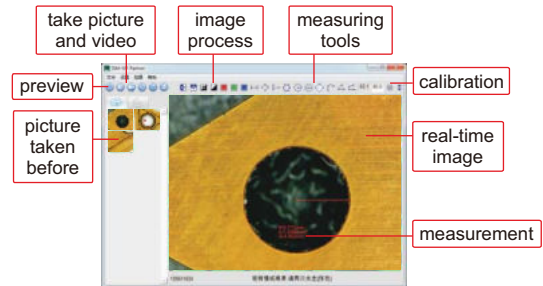 take picture
and video
image
process
measuring
tools
preview
calibration
picture
taken
before
real-time
image
measurement